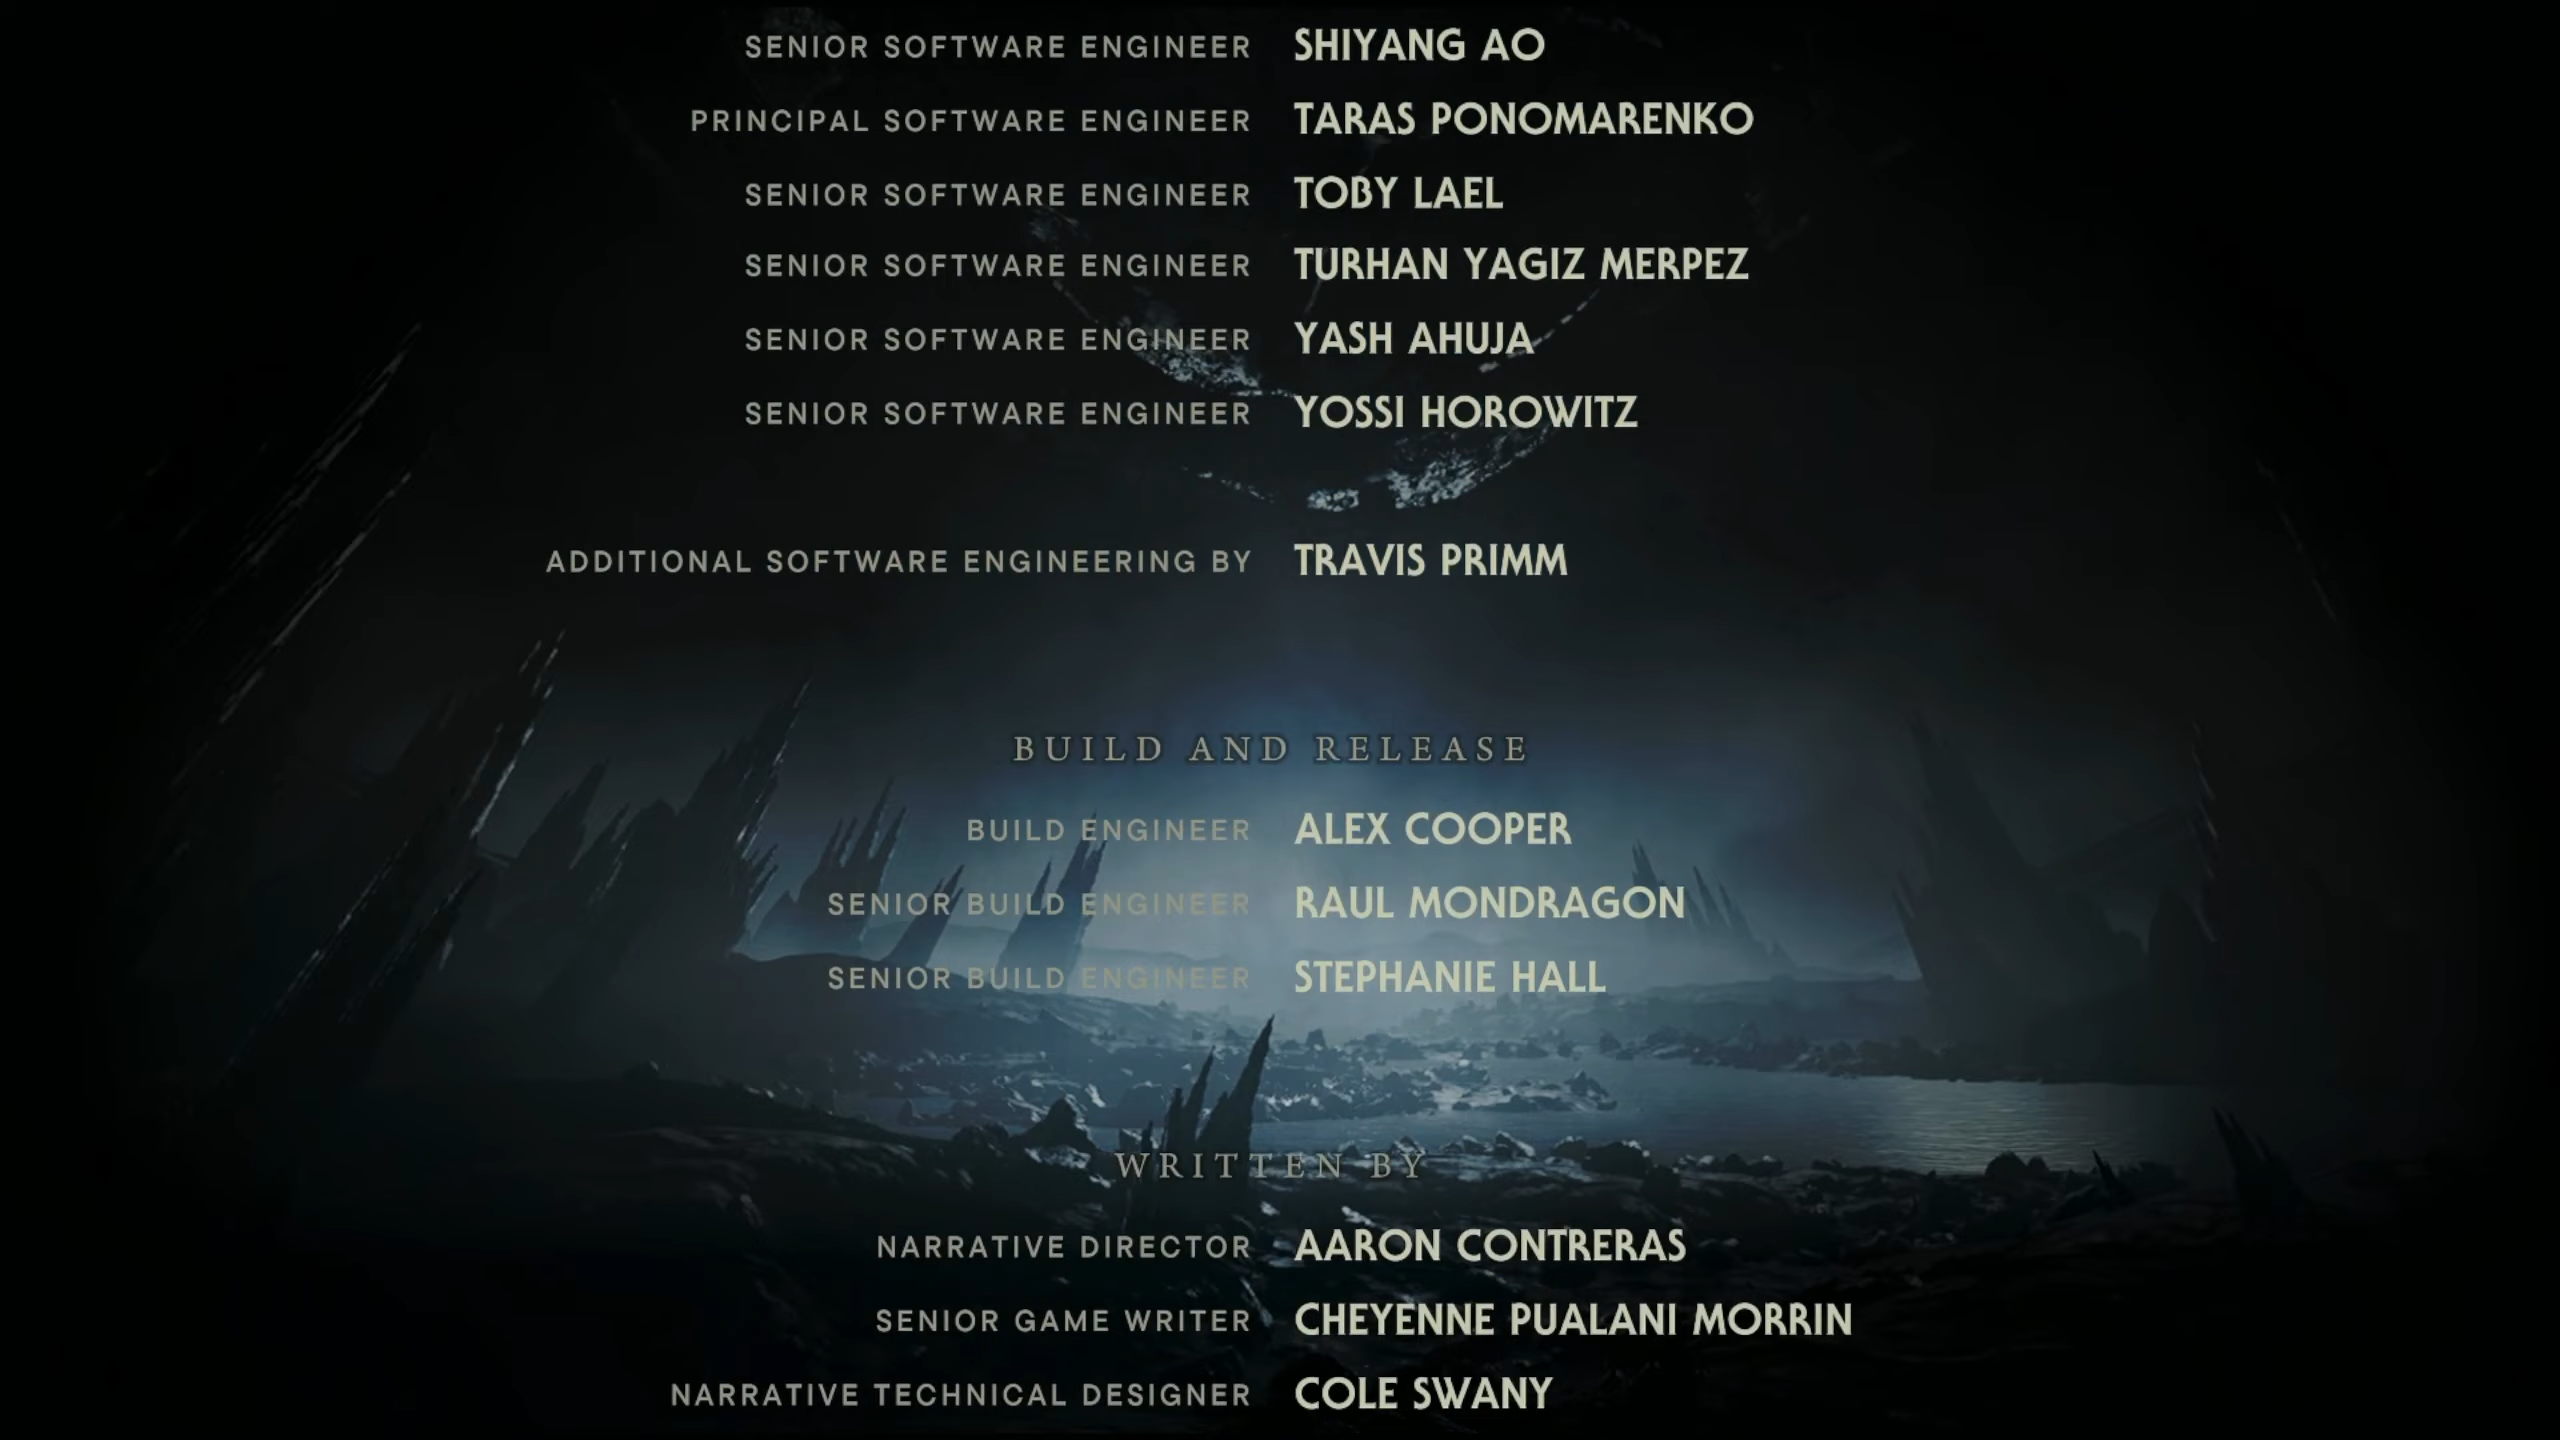 SENIOR SOFTWARE ENGINEER SHIYANG AO
PRINCIPAL SOFTWARE ENGINEER TARAS PONOMARENKO
SENIOR SOFTWARE ENGINEER TOBY LAEL
SENIOR SOFTWARE ENGINEER TURHAN YAGIZ MERPEZ
SENIOR SOFTWARE ENGINEER YASH AHUJA
SENIOR SOFTWARE ENGINEER YOSSI HOROWITZ
ADDITIONAL SOFTWARE ENGINEERING BY TRAVIS PRIMM
BUILD AND RELEASE
BUILD ENGINEER ALEX COOPER
SENIOR BUILD ENGINEER RAUL MONDRAGON
SENIOR BUILD ENGINEER STEPHANIE HALL
WRITTEN BY
NARRATIVE DIRECTOR AARON CONTRERAS
SENIOR GAME WRITER CHEYENNE PUALANI MORRIN
NARRATIVE TECHNICAL DESIGNER COLE SWANY